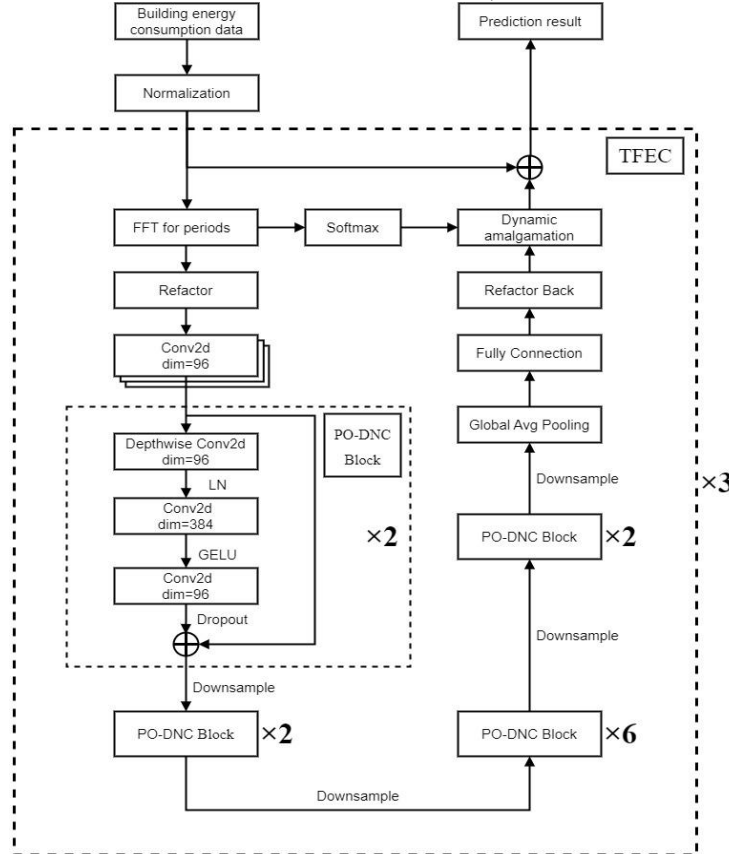 Building energy
consumption data
Prediction result
Normalization
TFEC
FFT for periods
Softmax
Dynamic
amalgamation
Refactor
Refactor Back
Conv2d
dim=96
Fully Connection
PO-DNC
Block
Global Avg Pooling
Depthwise Conv2d
dim=96
LN
Downsample
×3
Conv2d
dim=384
×2
PO-DNC Block
×2
GELU
Conv2d
dim=96
Dropout
Downsample
Downsample
PO-DNC Block
×2
PO-DNC Block
×6
Downsample